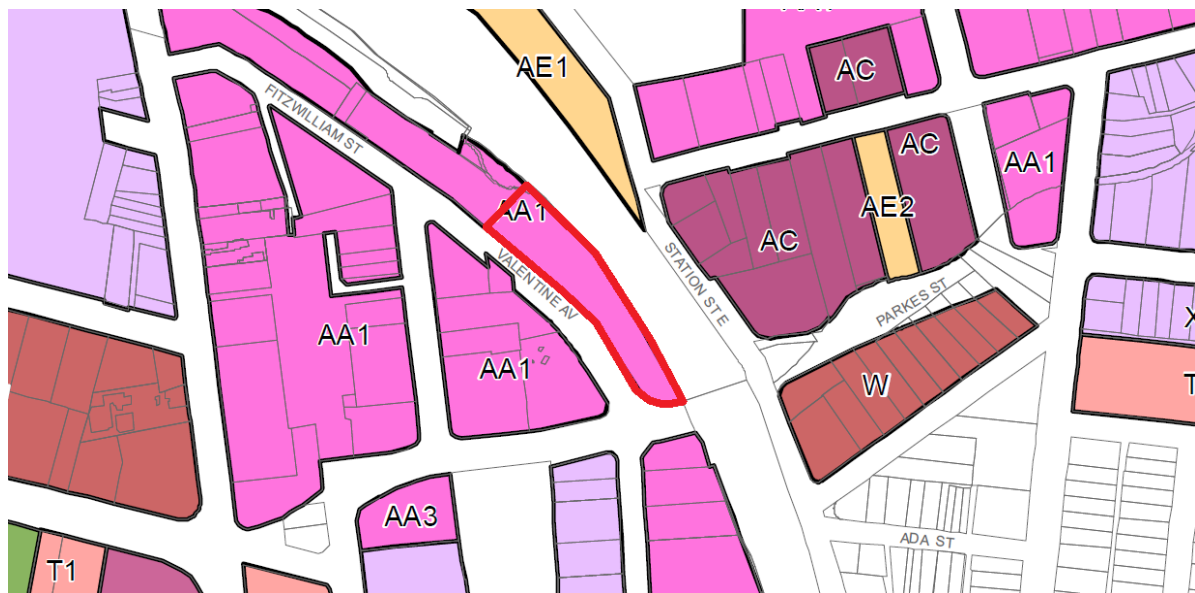 AE1
AC
FITZWILLIAM ST
AC
AA1
AA1
AE2
AC
VALENTINE AV
STATION ST E
PARKES ST
AA1
AA1
W
X
T
AA3
ADA ST
T1